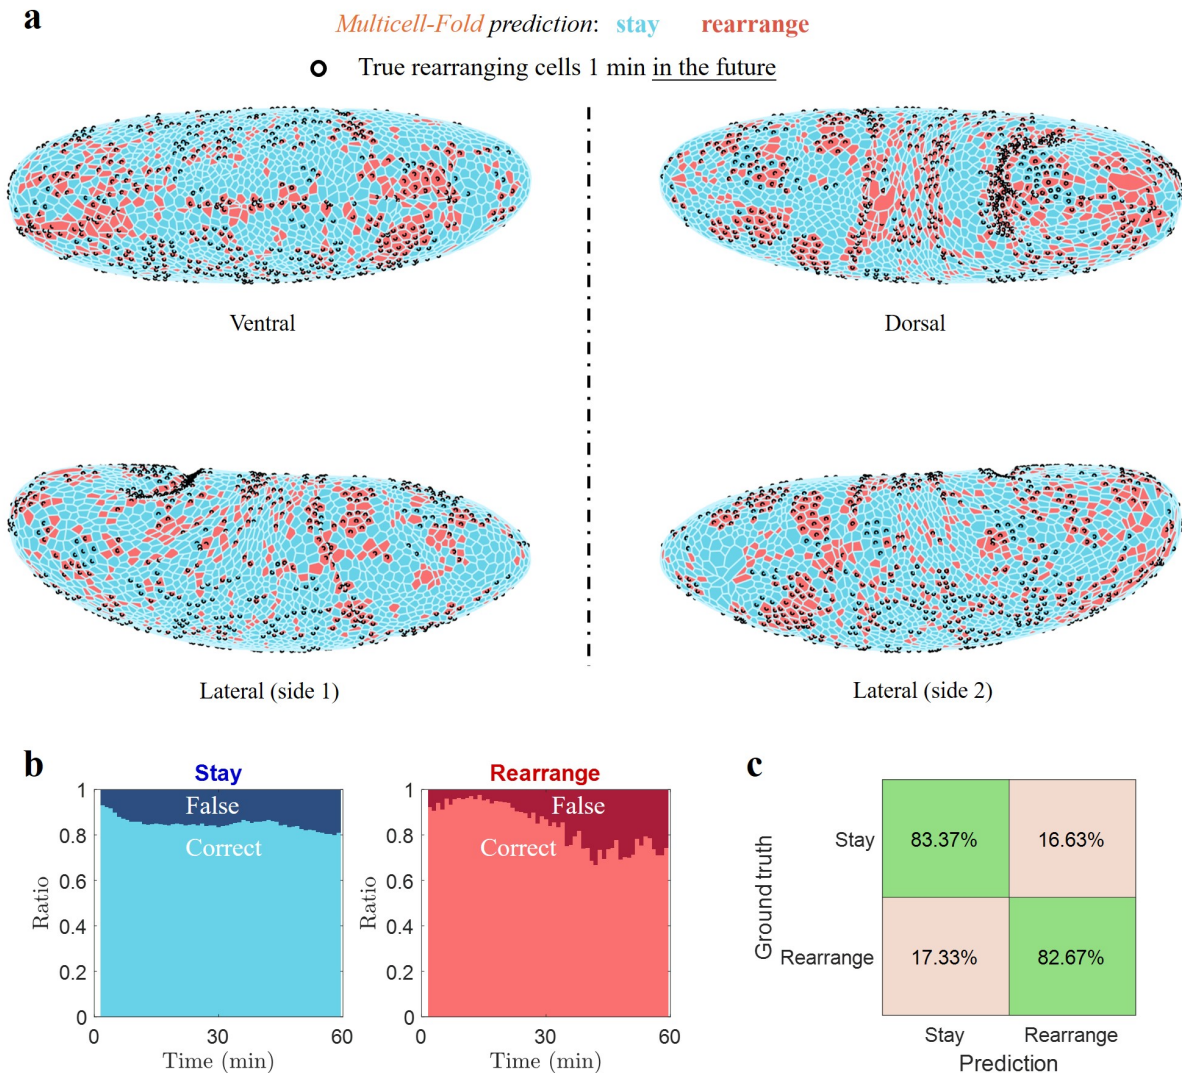 a
Multicell-Fold prediction: stay rearrange
True rearranging cells 1 min in the future
Ventral
Dorsal
Lateral (side 1)
Lateral (side 2)
b
Stay
False
Correct
Ratio
1
0.8
0.6
0.4
0.2
0
0
30
60
Time (min)
Rearrange
False
Correct
Ratio
1
0.8
0.6
0.4
0.2
0
0
30
60
Time (min)
c
Ground truth
Stay
83.37%
16.63%
Rearrange
17.33%
82.67%
Stay
Rearrange
Prediction